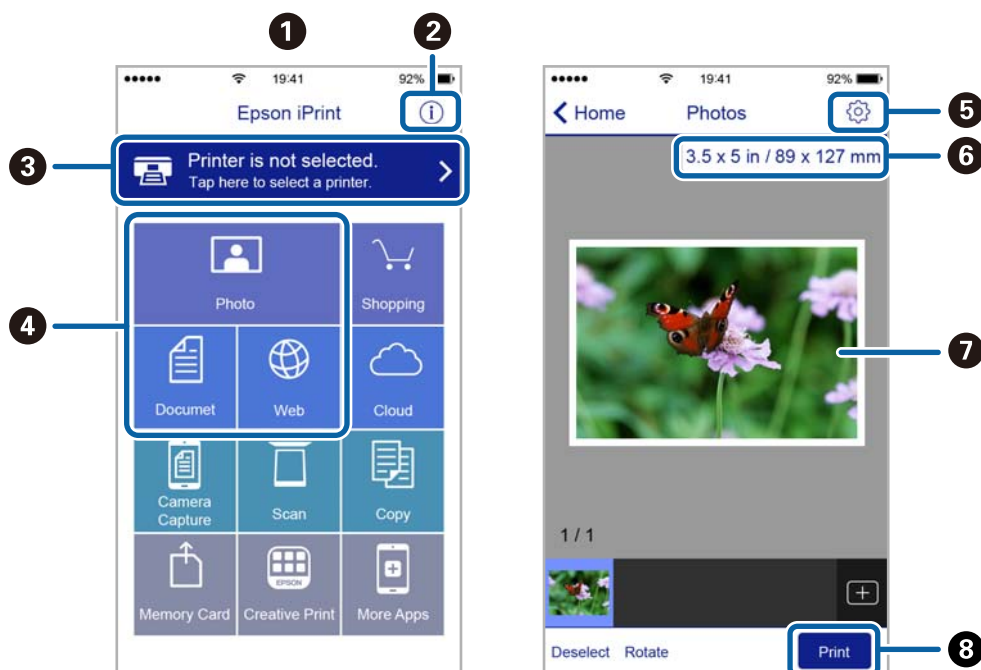 1
2
19:41 92%
Epson iPrint
3
Printer is not selected.
Tap here to select a printer.
4
Photo
Shopping
Documet
Web
Cloud
Camera
Capture
Scan
Copy
Memory Card
EPSON
Creative Print
More Apps
19:41 92%
Home Photos
5
3.5 x 5 in / 89 x 127 mm
6
7
1 / 1
Deselect Rotate Print
8